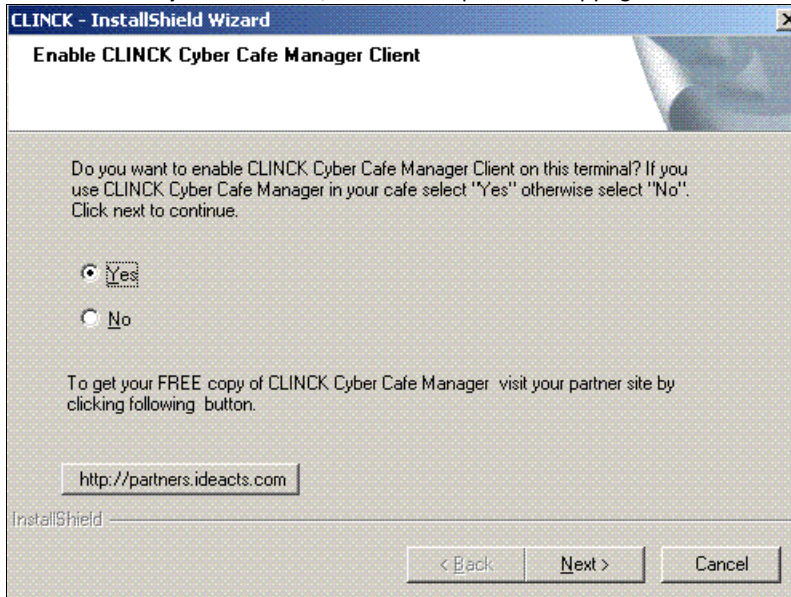 CLINCK - InstallShield Wizard
Enable CLINCK Cyber Cafe Manager Client
Do you want to enable CLINCK Cyber Cafe Manager Client on this terminal? If you
use CLINCK Cyber Cafe Manager in your cafe select "Yes" otherwise select "No".
Click next to continue.
Yes
No
To get your FREE copy of CLINCK Cyber Cafe Manager visit your partner site by
clicking following button.
http://partners.ideacts.com
InstallShield
< Back Next > Cancel